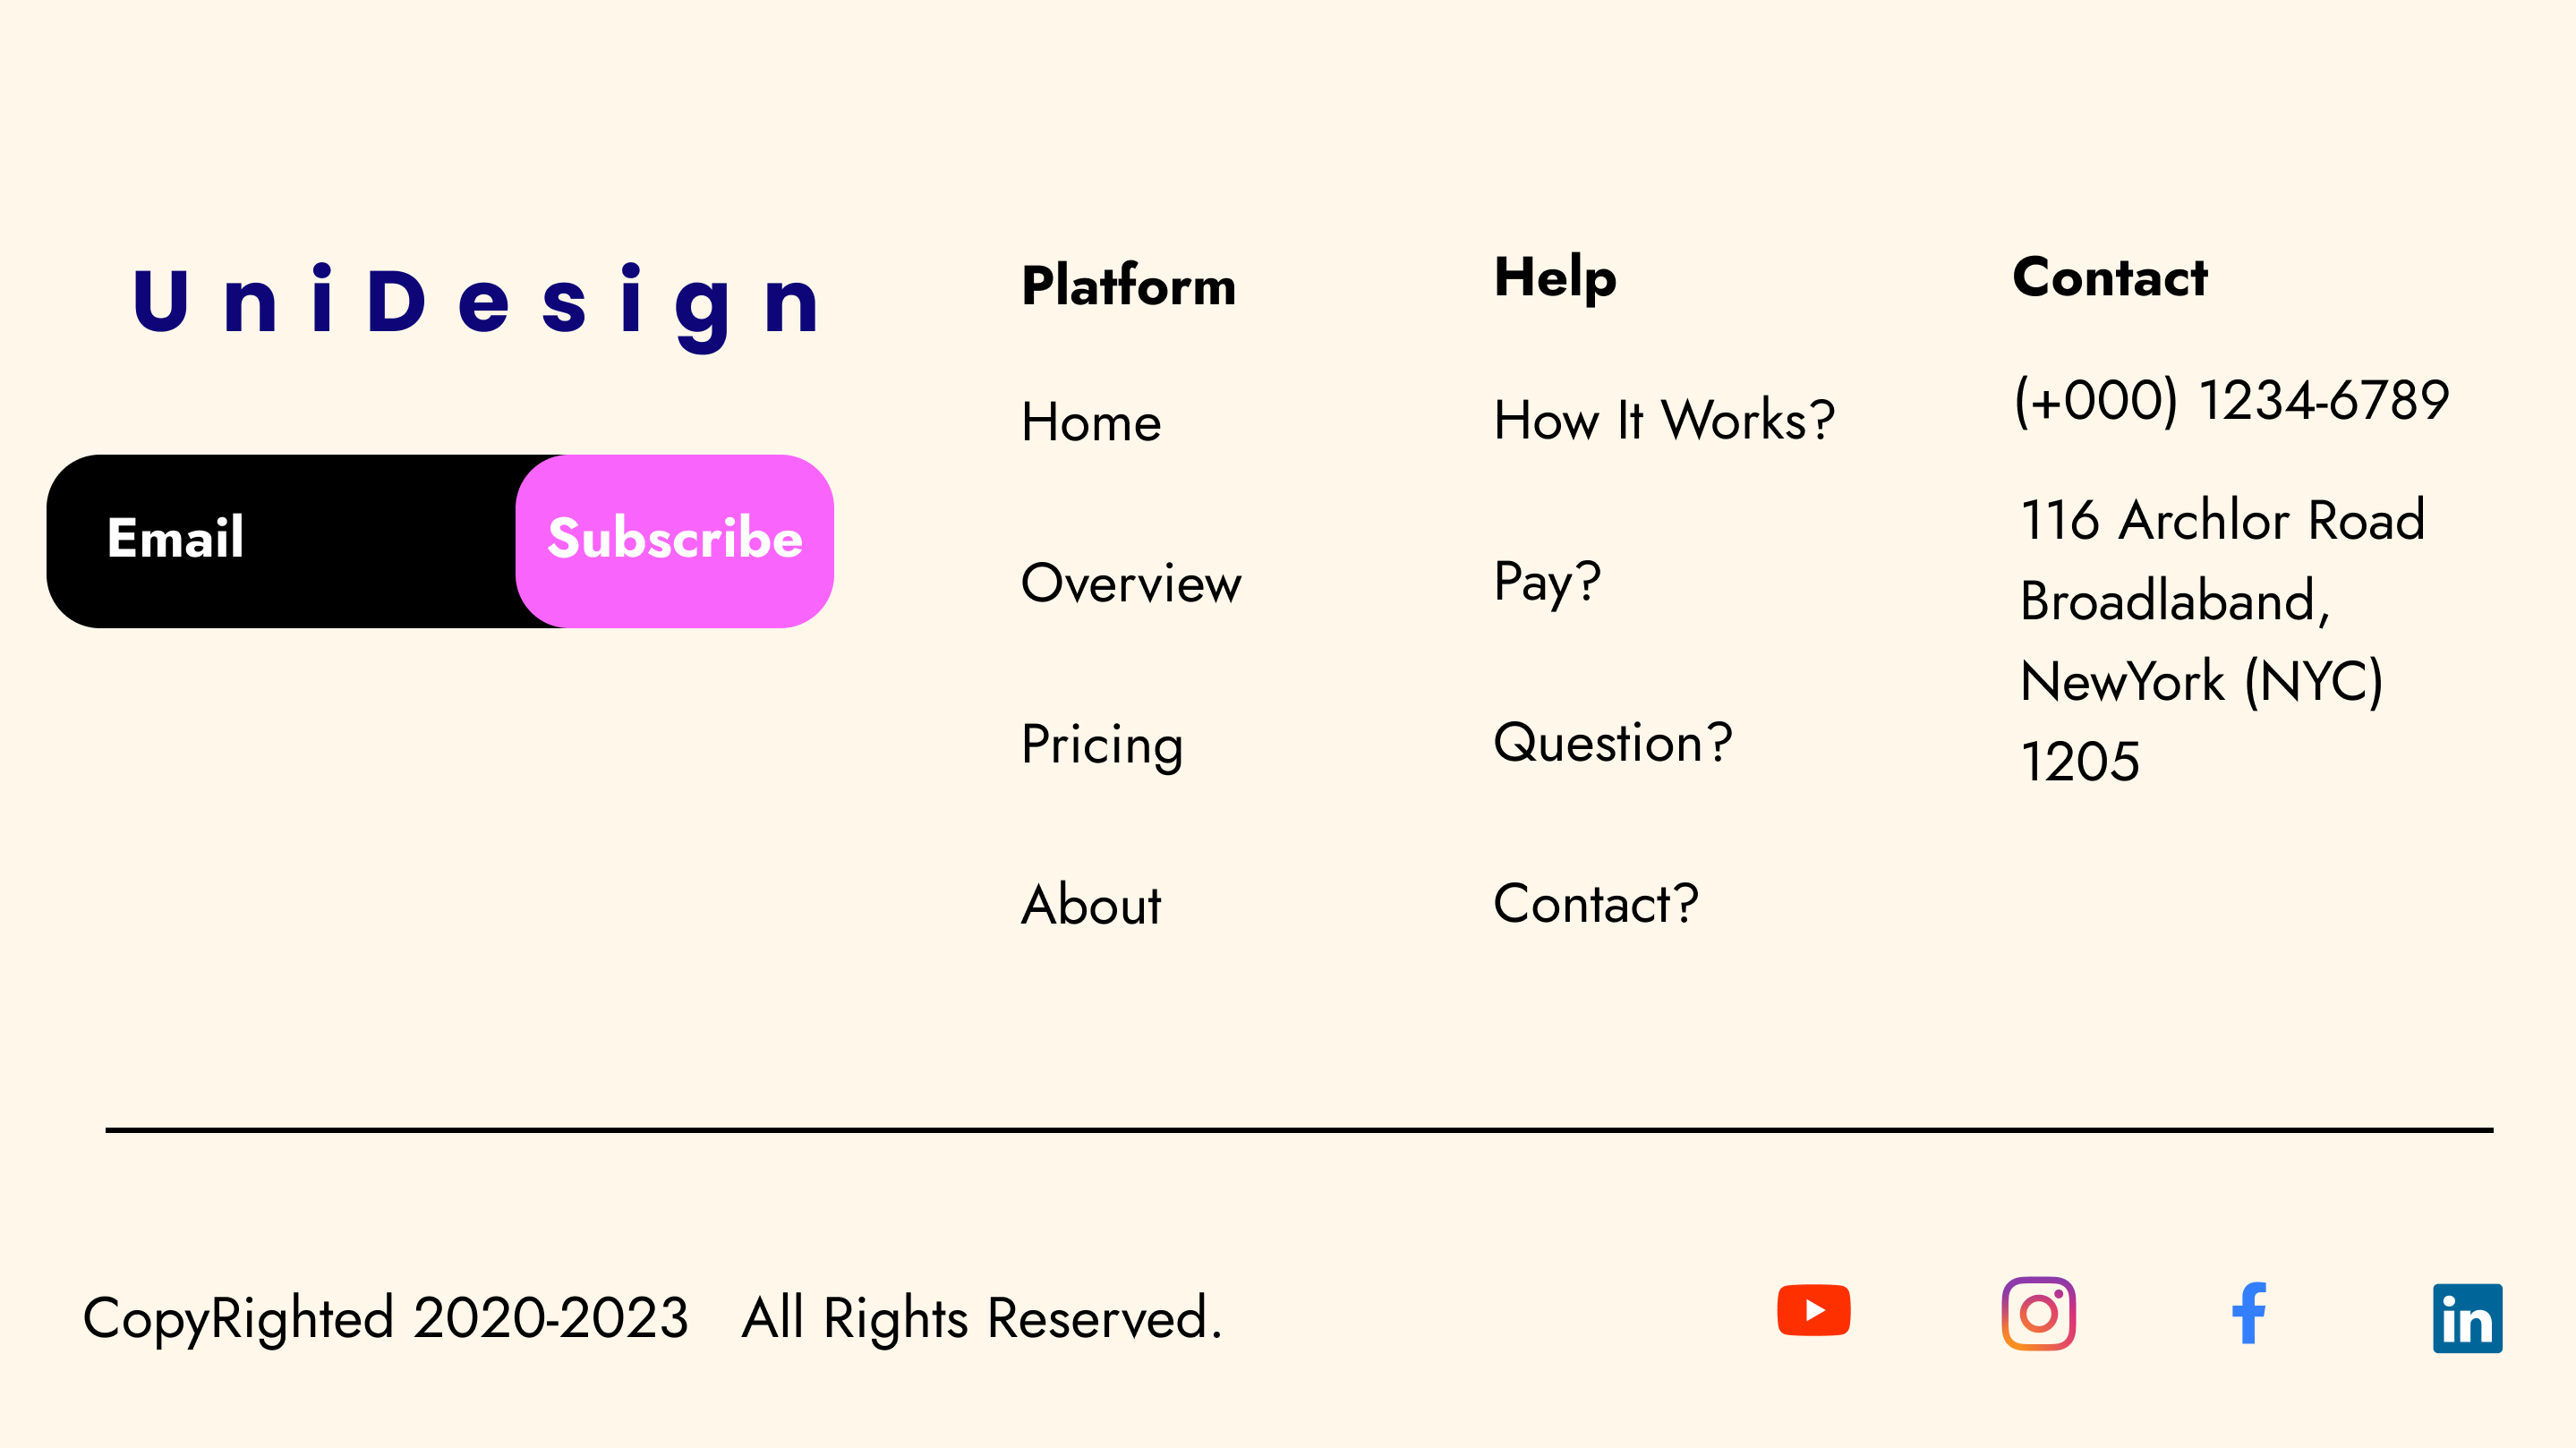 UniDesign
Email
Subscribe
Platform
Home
Overview
Pricing
About
Help
How It Works?
Pay?
Question?
Contact?
Contact
(+000) 1234-6789
116 Archlor Road
Broadlaband,
NewYork (NYC)
1205
CopyRighted 2020-2023 All Rights Reserved.
in